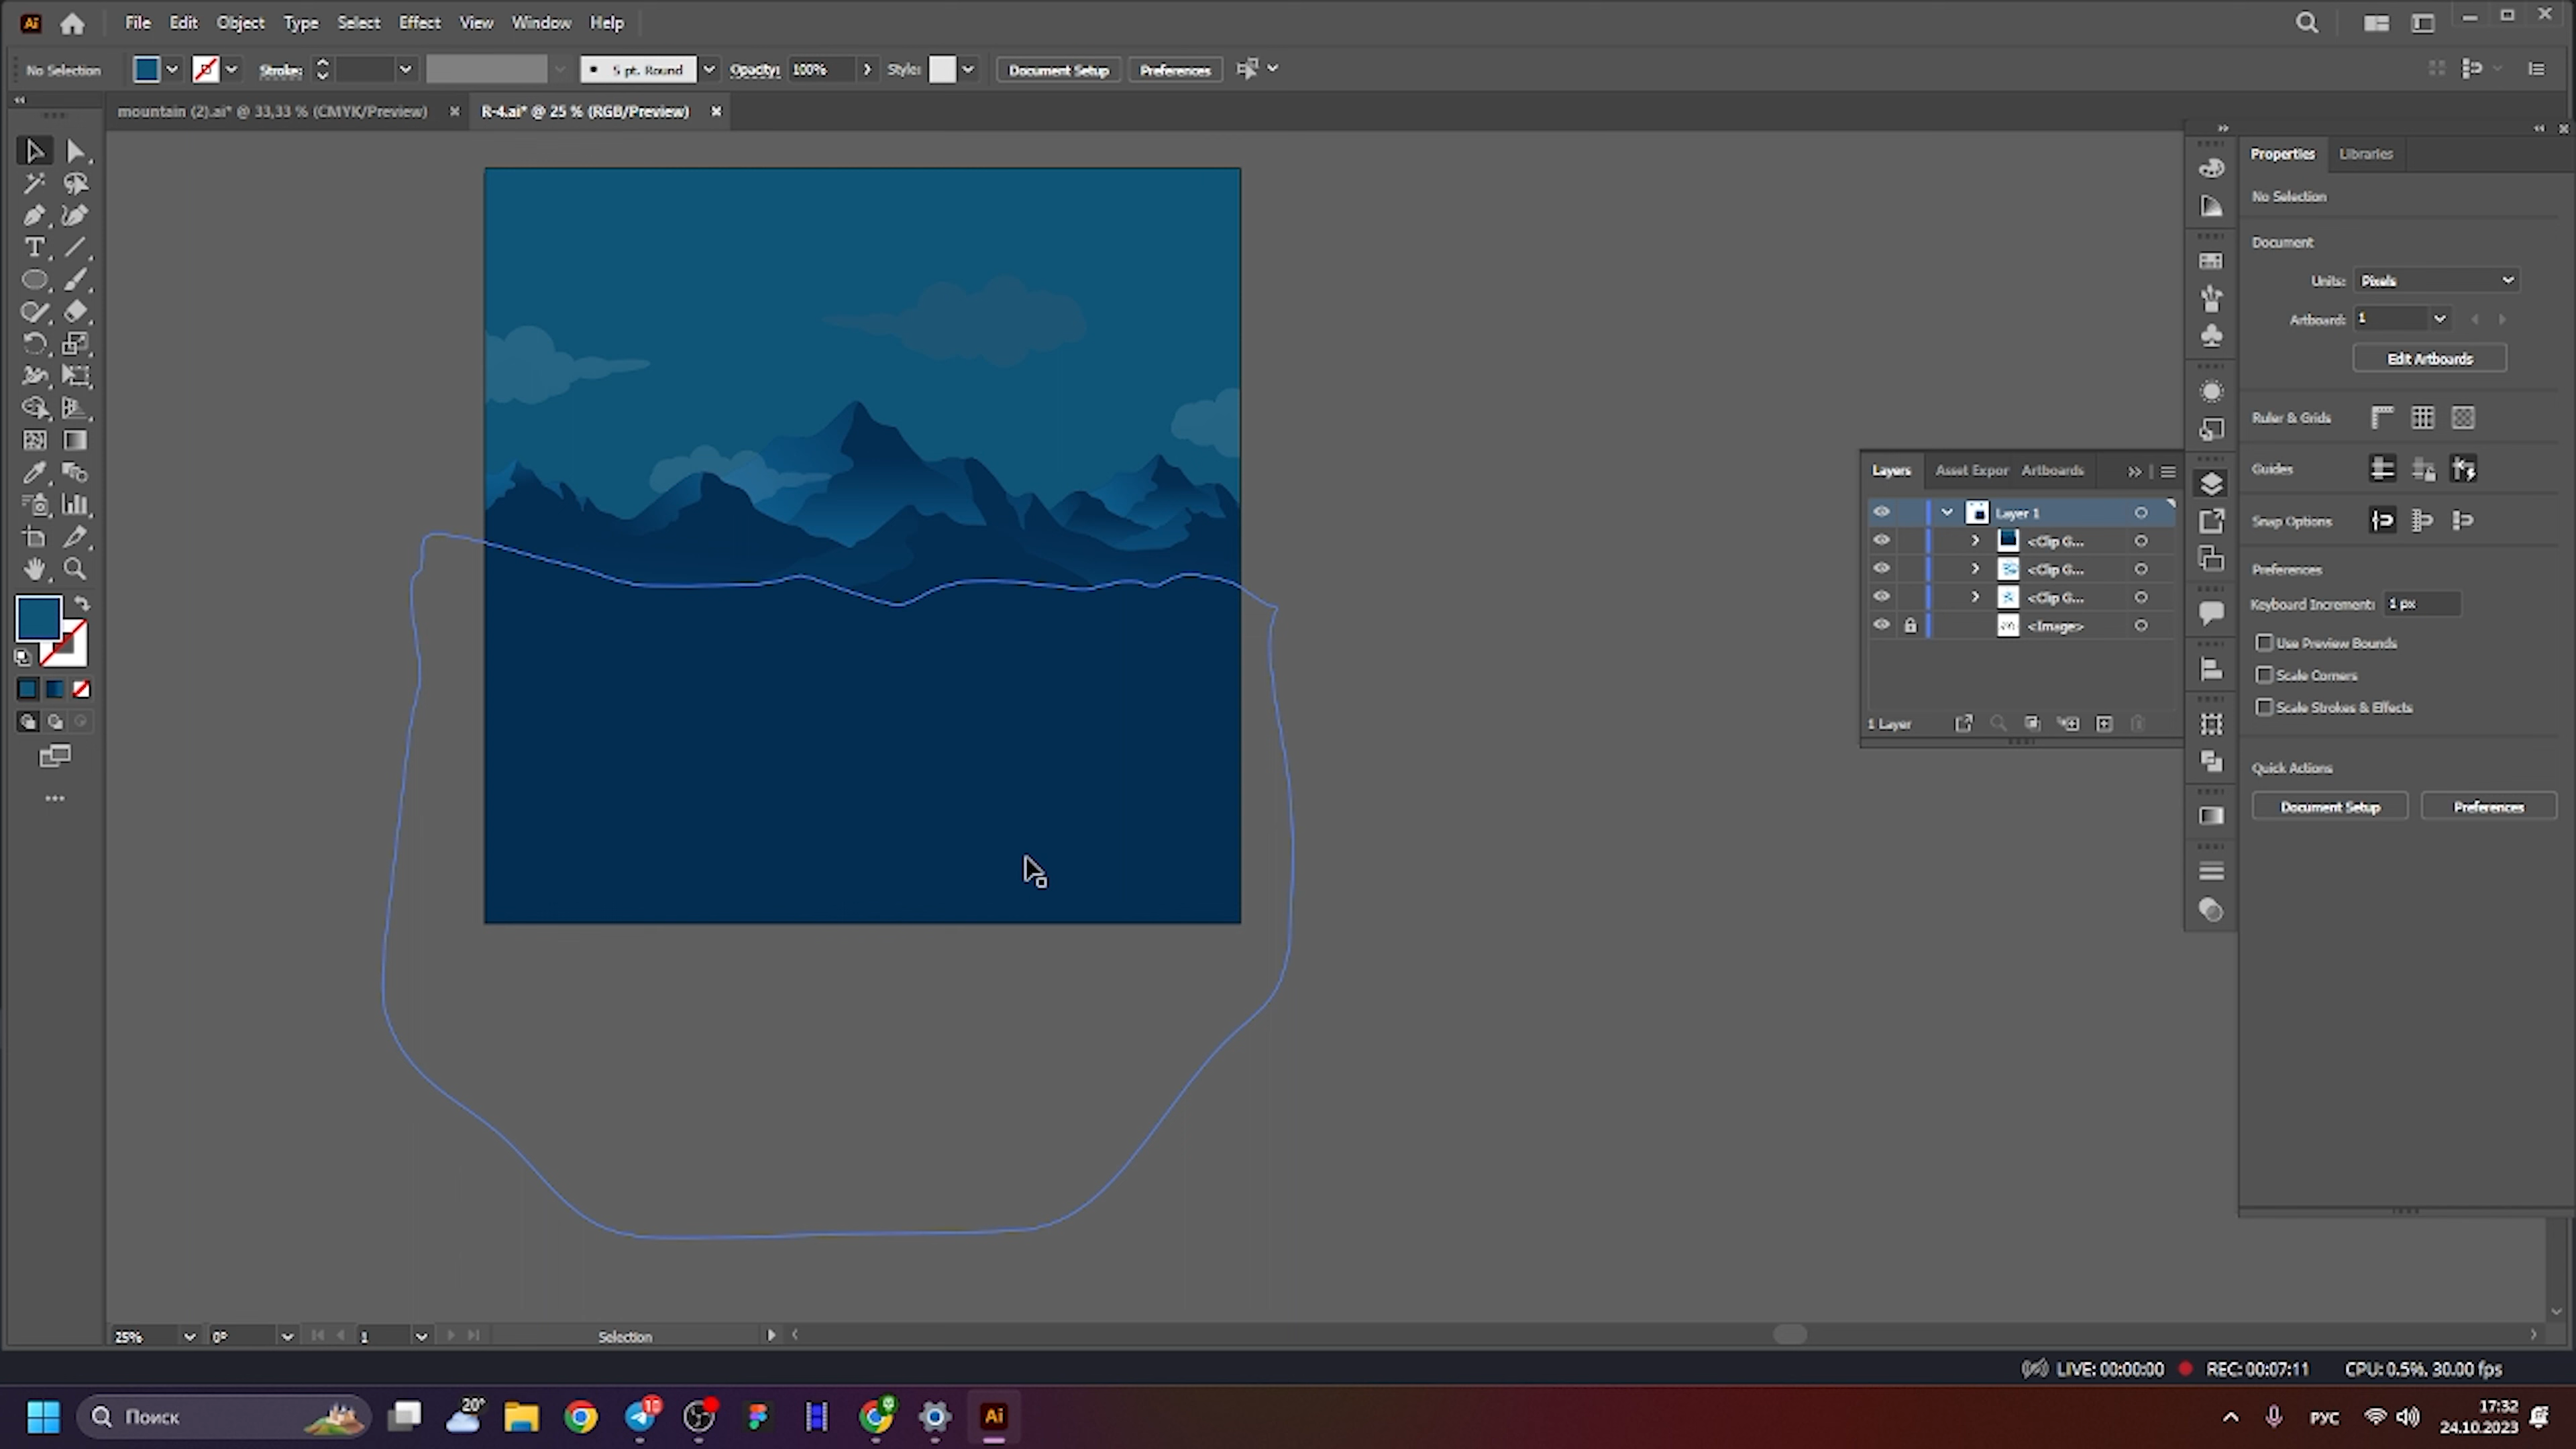 Ai File Edit Object Type Select Effect View Window Help
No Selection Stroke: 5 pt. Round Opacity: 100% Style: Document Setup Preferences
mountain (2).ai* @ 33,33 % (CMYK/Preview) × R-4.ai* @ 25 % (RGB/Preview) ×
Properties Libraries
No Selection
Document
Units: Pixels
Artboard: 1
Edit Artboards
Ruler & Grids
Guides
Snap Options
Preferences
Keyboard Increment: 1 px
Use Preview Bounds
Scale Corners
Scale Strokes & Effects
Quick Actions
Document Setup Preferences
Layers Asset Expor Artboards
Layer 1
<Clip G...
<Clip G...
<Clip G...
<Image>
1 Layer
25% 0° 1 Selection
LIVE: 00:00:00 REC: 00:07:11 CPU: 0.5%, 30.00 fps
Поиск 20° Ai РУС 17:32
24.10.2023